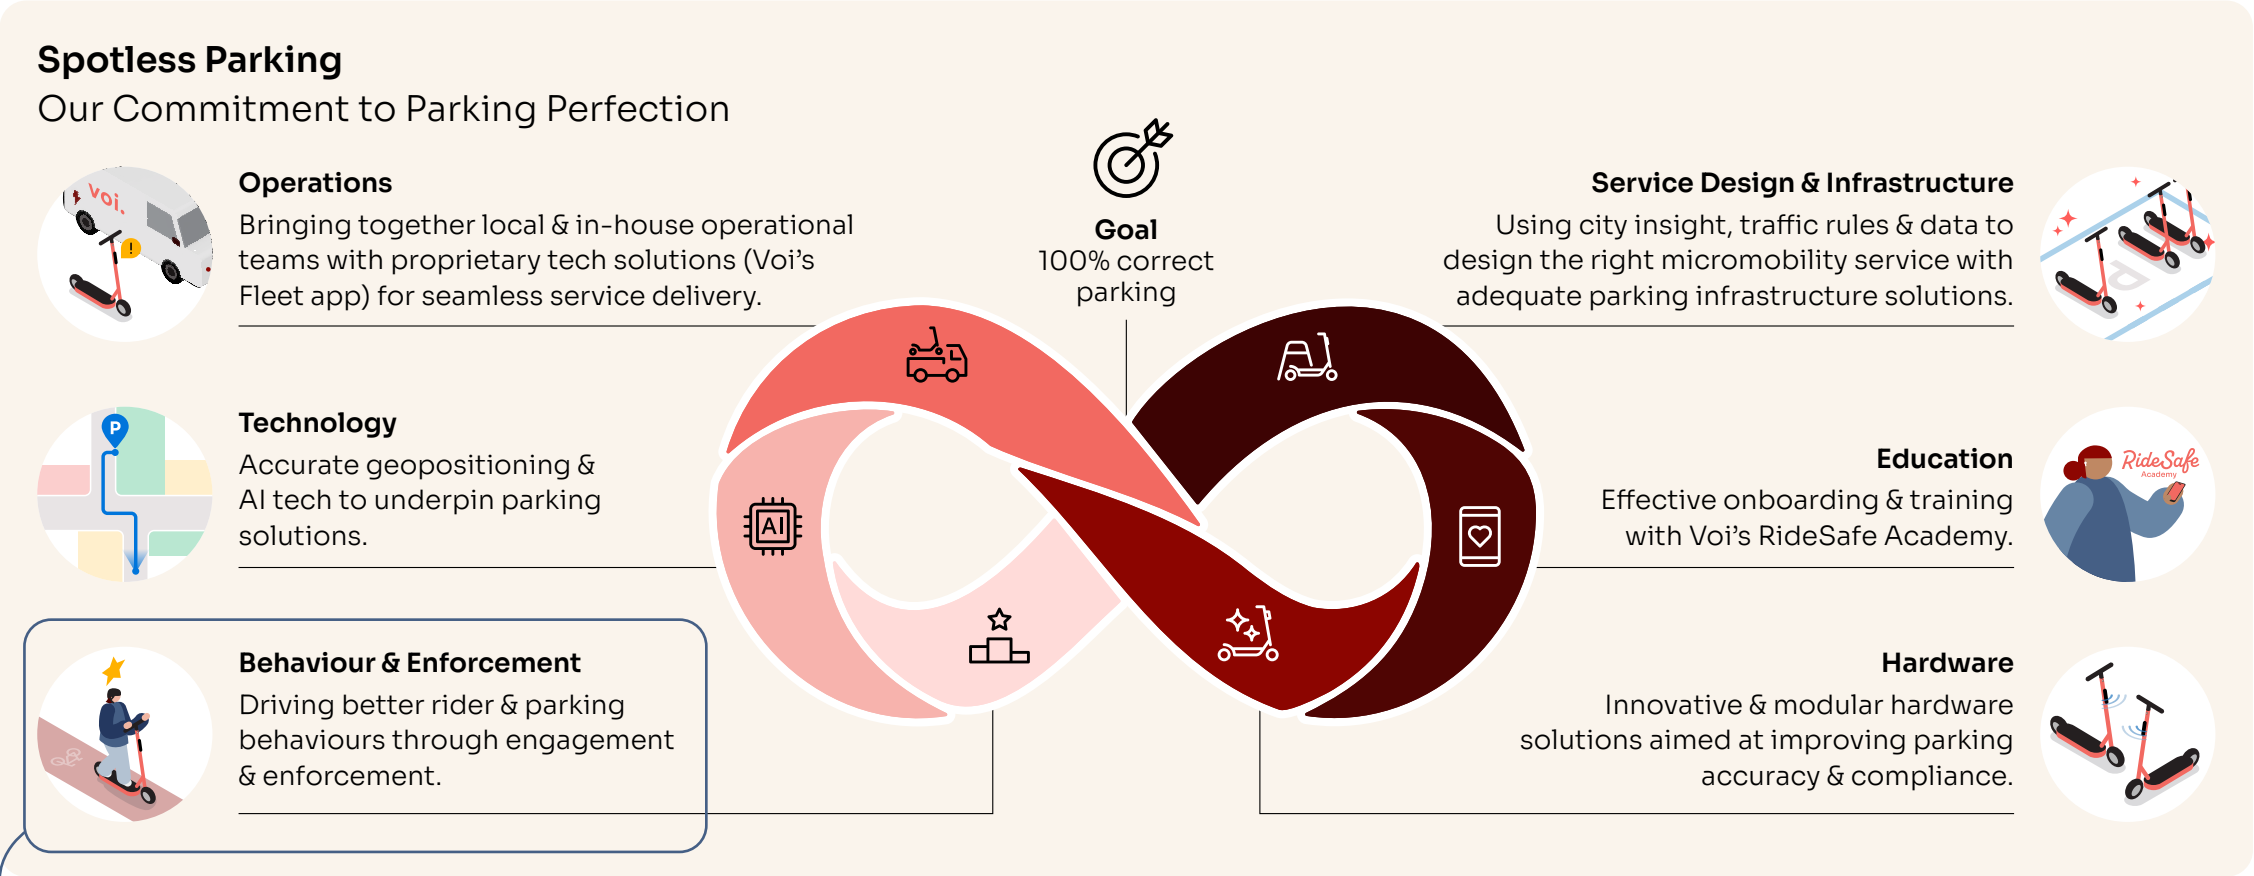 Spotless Parking
Our Commitment to Parking Perfection
voi.
!
Operations
Bringing together local & in-house operational
teams with proprietary tech solutions (Voi’s
Fleet app) for seamless service delivery.
Goal
100% correct
parking
Service Design & Infrastructure
Using city insight, traffic rules & data to
design the right micromobility service with
adequate parking infrastructure solutions.
P
P
Technology
Accurate geopositioning &
AI tech to underpin parking
solutions.
AI
Education
Effective onboarding & training
with Voi’s RideSafe Academy.
RideSafe
Academy
Behaviour & Enforcement
Driving better rider & parking
behaviours through engagement
& enforcement.
Hardware
Innovative & modular hardware
solutions aimed at improving parking
accuracy & compliance.